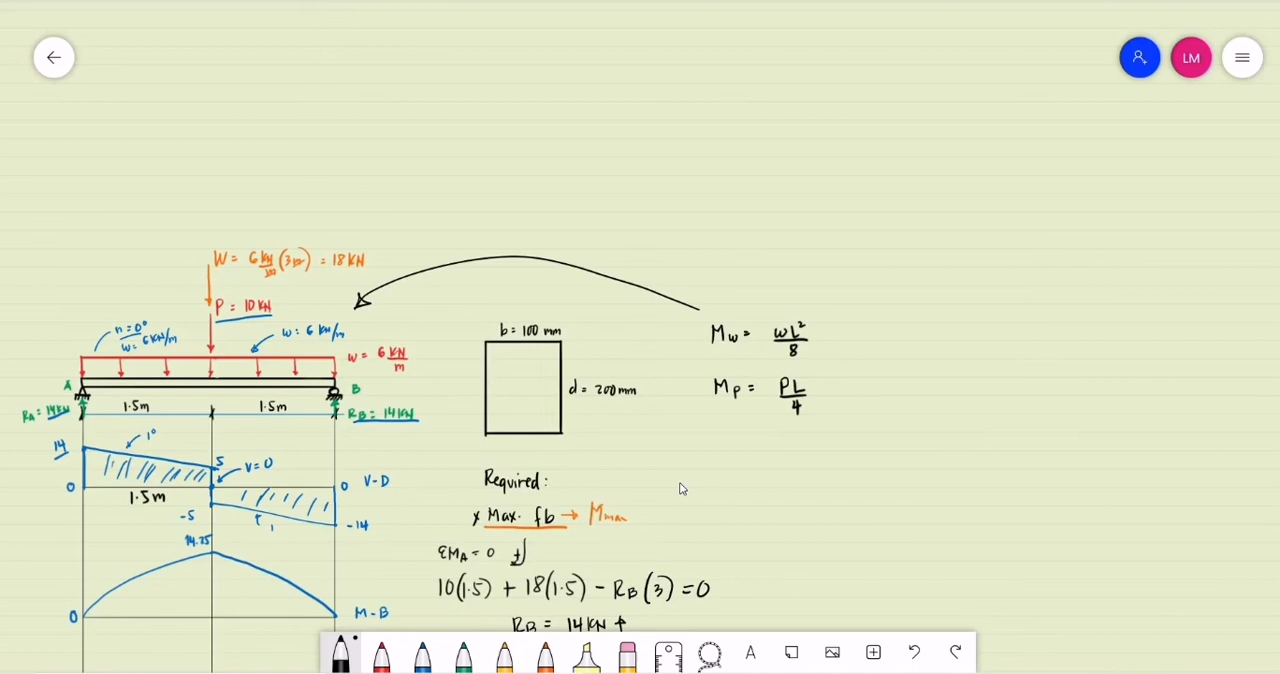 LM
W = 6 KN/m (3m) = 18 KN
P = 10 KN
n = 0°
w = 6 KN/m
w = 6 KN/m
w = 6 KN/m
b = 100 mm
d = 200 mm
Mw = wL²/8
Mp = PL/4
A
B
RA = 14 KN
1.5m
1.5m
RB = 14 KN
14
1°
5
V = 0
0
1.5m
0 V-D
-5
-14
14.25
0
M-B
Required:
x Max. fb → Mmax
ΣMA = 0
10(1.5) + 18(1.5) - RB(3) = 0
RB = 14 KN
A